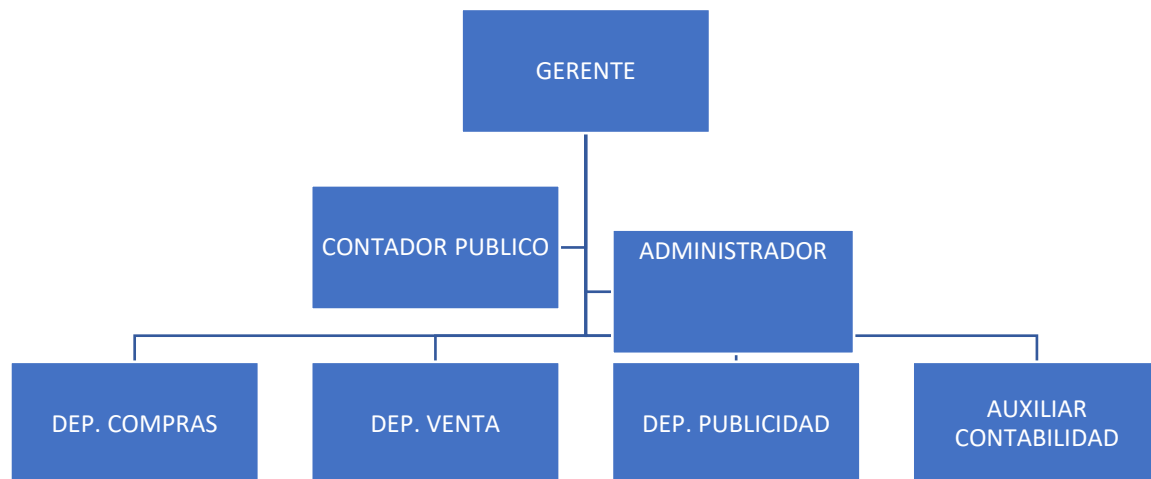 GERENTE
CONTADOR PUBLICO
ADMINISTRADOR
DEP. COMPRAS
DEP. VENTA
DEP. PUBLICIDAD
AUXILIAR
CONTABILIDAD